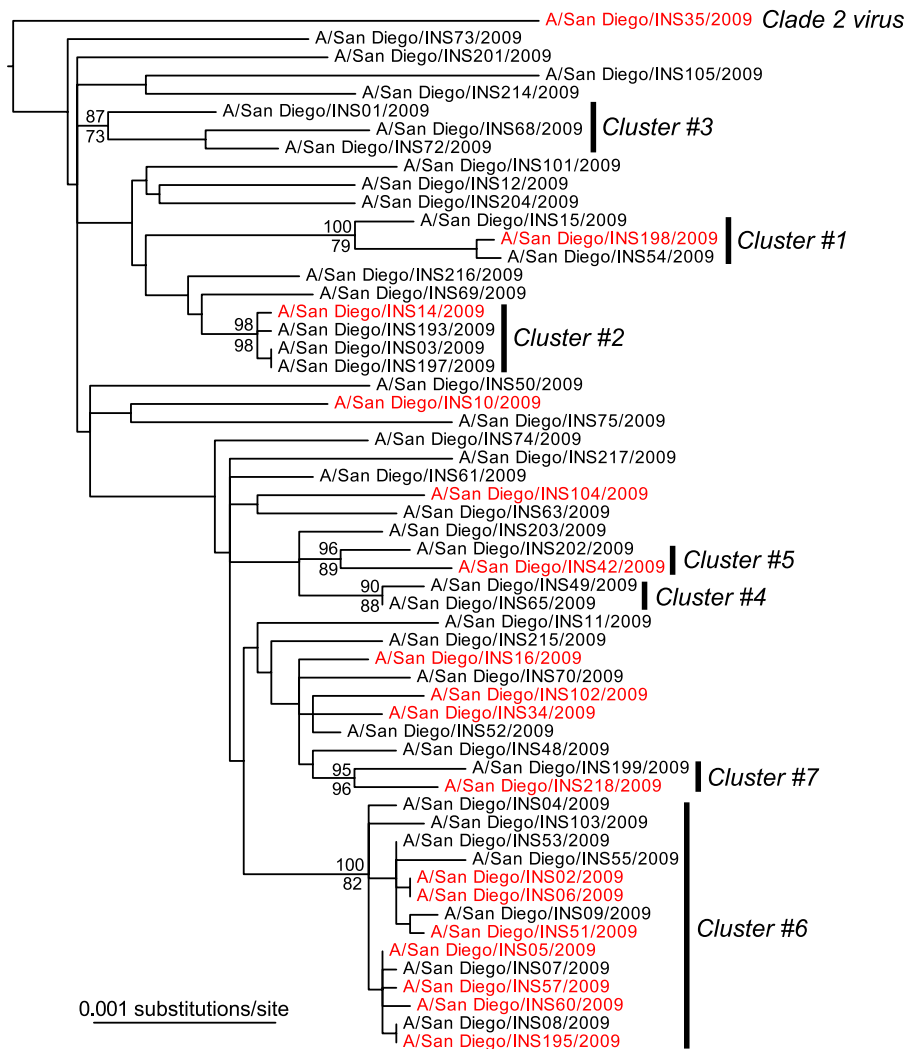 A/San Diego/INS35/2009 Clade 2 virus
A/San Diego/INS73/2009
A/San Diego/INS201/2009
A/San Diego/INS105/2009
A/San Diego/INS214/2009
87 A/San Diego/INS01/2009
73 A/San Diego/INS68/2009 Cluster #3
A/San Diego/INS72/2009
A/San Diego/INS101/2009
A/San Diego/INS12/2009
A/San Diego/INS204/2009
100 A/San Diego/INS15/2009
79 A/San Diego/INS198/2009 Cluster #1
A/San Diego/INS54/2009
A/San Diego/INS216/2009
A/San Diego/INS69/2009
A/San Diego/INS14/2009
98 A/San Diego/INS193/2009
98 A/San Diego/INS03/2009 Cluster #2
A/San Diego/INS197/2009
A/San Diego/INS50/2009
A/San Diego/INS10/2009
A/San Diego/INS75/2009
A/San Diego/INS74/2009
A/San Diego/INS217/2009
A/San Diego/INS61/2009
A/San Diego/INS104/2009
A/San Diego/INS63/2009
A/San Diego/INS203/2009
96 A/San Diego/INS202/2009
89 A/San Diego/INS42/2009 Cluster #5
90 A/San Diego/INS49/2009
88 A/San Diego/INS65/2009 Cluster #4
A/San Diego/INS11/2009
A/San Diego/INS215/2009
A/San Diego/INS16/2009
A/San Diego/INS70/2009
A/San Diego/INS102/2009
A/San Diego/INS34/2009
A/San Diego/INS52/2009
A/San Diego/INS48/2009
95 A/San Diego/INS199/2009
96 A/San Diego/INS218/2009 Cluster #7
A/San Diego/INS04/2009
A/San Diego/INS103/2009
A/San Diego/INS53/2009
100 A/San Diego/INS55/2009
82 A/San Diego/INS02/2009
A/San Diego/INS06/2009
A/San Diego/INS09/2009
A/San Diego/INS51/2009 Cluster #6
A/San Diego/INS05/2009
A/San Diego/INS07/2009
A/San Diego/INS57/2009
A/San Diego/INS60/2009
A/San Diego/INS08/2009
A/San Diego/INS195/2009
0.001 substitutions/site